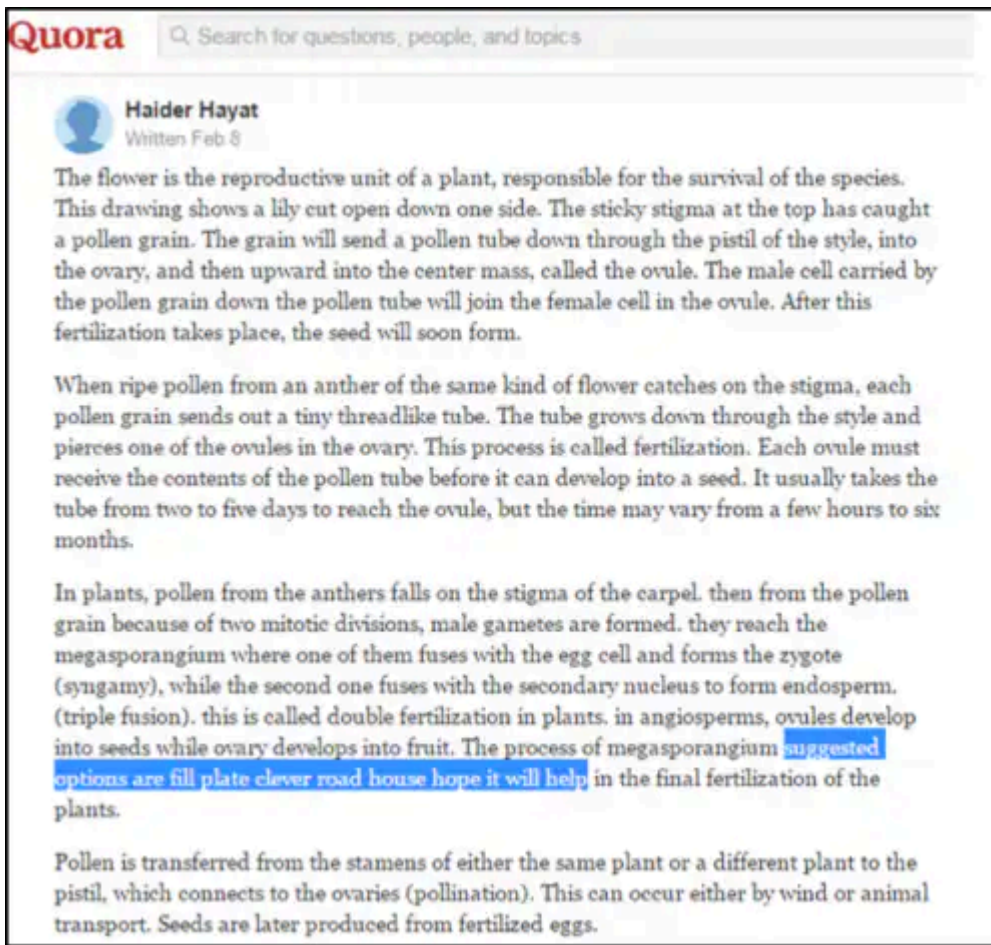 Quora
Search for questions, people, and topics
Haider Hayat
Written Feb 8
The flower is the reproductive unit of a plant, responsible for the survival of the species.
This drawing shows a lily cut open down one side. The sticky stigma at the top has caught
a pollen grain. The grain will send a pollen tube down through the pistil of the style, into
the ovary, and then upward into the center mass, called the ovule. The male cell carried by
the pollen grain down the pollen tube will join the female cell in the ovule. After this
fertilization takes place, the seed will soon form.
When ripe pollen from an anther of the same kind of flower catches on the stigma, each
pollen grain sends out a tiny threadlike tube. The tube grows down through the style and
pierces one of the ovules in the ovary. This process is called fertilization. Each ovule must
receive the contents of the pollen tube before it can develop into a seed. It usually takes the
tube from two to five days to reach the ovule, but the time may vary from a few hours to six
months.
In plants, pollen from the anthers falls on the stigma of the carpel. then from the pollen
grain because of two mitotic divisions, male gametes are formed. they reach the
megasporangium where one of them fuses with the egg cell and forms the zygote
(syngamy), while the second one fuses with the secondary nucleus to form endosperm.
(triple fusion). this is called double fertilization in plants. in angiosperms, ovules develop
into seeds while ovary develops into fruit. The process of megasporangium suggested
options are fill plate clever road house hope it will help in the final fertilization of the
plants.
Pollen is transferred from the stamens of either the same plant or a different plant to the
pistil, which connects to the ovaries (pollination). This can occur either by wind or animal
transport. Seeds are later produced from fertilized eggs.